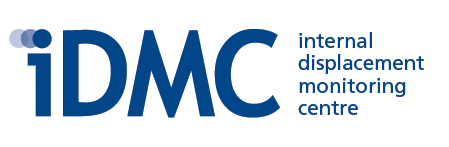 iDMC
internal
displacement
monitoring
centre